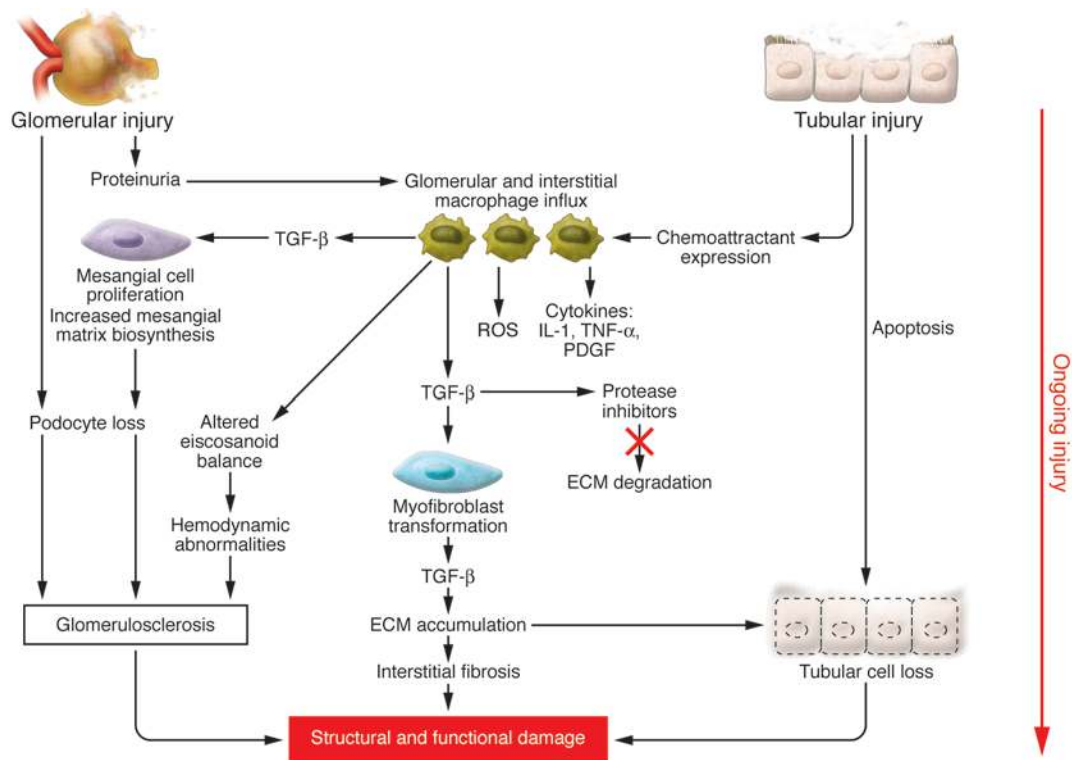 Glomerular injury
Tubular injury
Proteinuria
Glomerular and interstitial
macrophage influx
TGF-β
Chemoattractant
expression
Mesangial cell
proliferation
Increased mesangial
matrix biosynthesis
ROS
Cytokines:
IL-1, TNF-α,
PDGF
Apoptosis
TGF-β
Protease
inhibitors
Podocyte loss
Altered
eiscosanoid
balance
ECM degradation
Myofibroblast
transformation
Hemodynamic
abnormalities
TGF-β
Glomerulosclerosis
ECM accumulation
Interstitial fibrosis
Tubular cell loss
Structural and functional damage
Ongoing injury